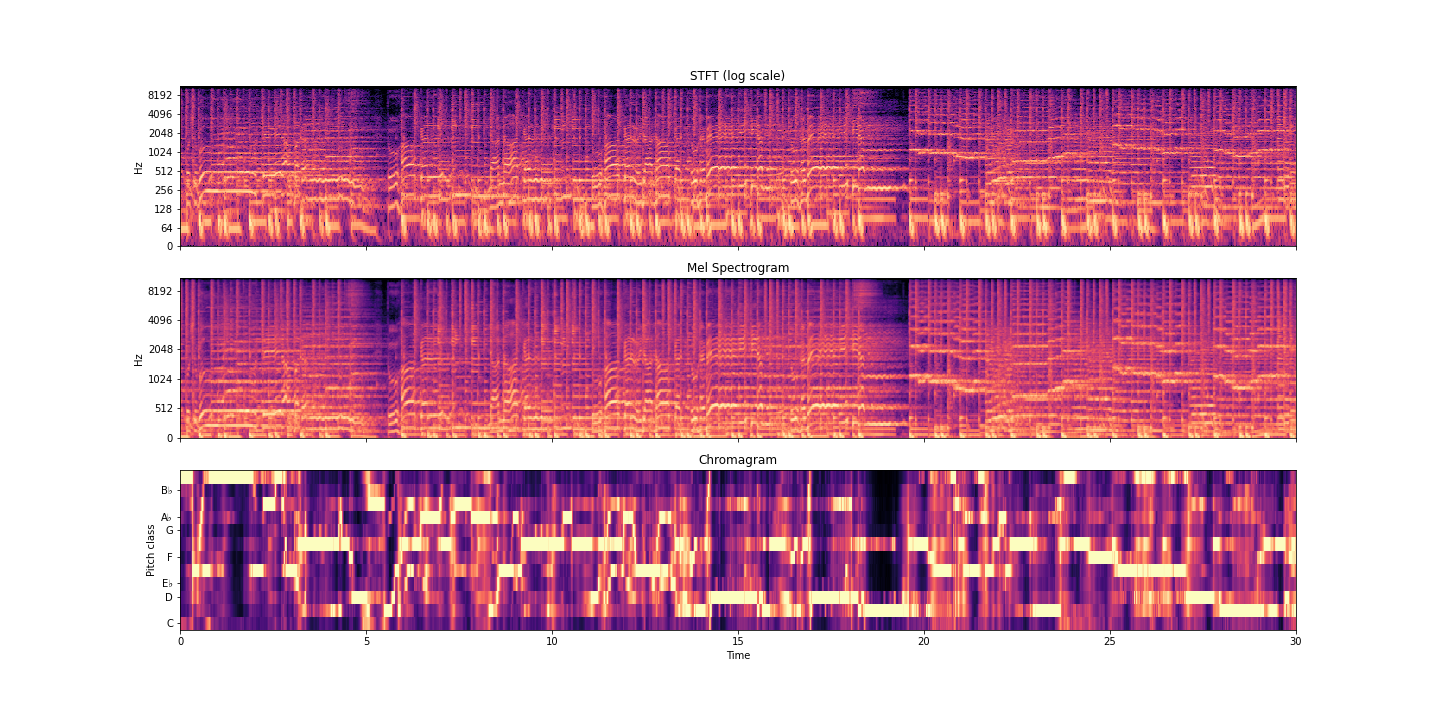 STFT (log scale)
8192
4096
2048
1024
512
256
128
64
0
Hz
Mel Spectrogram
8192
4096
2048
1024
512
0
Hz
Chromagram
B♭
A♭
G
F
E♭
D
C
Pitch class
0 5 10 15 20 25 30
Time